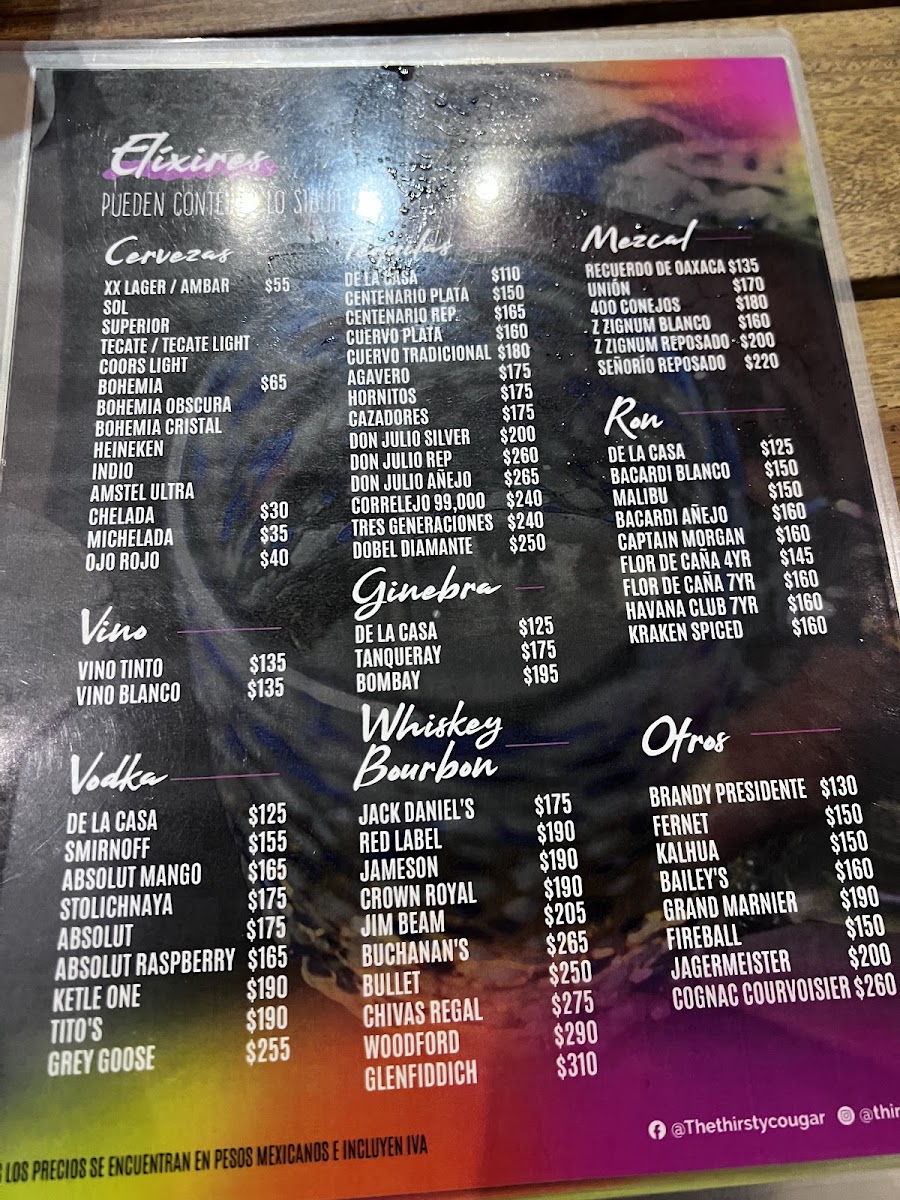 Elíxires
PUEDEN
Cervezas
XX LAGER / AMBAR $55
SOL
SUPERIOR
TECATE / TECATE LIGHT
COORS LIGHT
BOHEMIA $65
BOHEMIA OBSCURA
BOHEMIA CRISTAL
HEINEKEN
INDIO
AMSTEL ULTRA
CHELADA $30
MICHELADA $35
OJO ROJO $40
Vino
VINO TINTO $135
VINO BLANCO $135
Vodka
DE LA CASA $125
SMIRNOFF $155
ABSOLUT MANGO $165
STOLICHNAYA $175
ABSOLUT $175
ABSOLUT RASPBERRY $165
KETLE ONE $190
TITO'S $190
GREY GOOSE $255
Tequilas
DE LA CASA $110
CENTENARIO PLATA $150
CENTENARIO REP. $165
CUERVO PLATA $160
CUERVO TRADICIONAL $180
AGAVERO $175
HORNITOS $175
CAZADORES $175
DON JULIO SILVER $200
DON JULIO REP $260
DON JULIO AÑEJO $265
CORRELEJO 99,000 $240
TRES GENERACIONES $240
DOBEL DIAMANTE $250
Ginebra
DE LA CASA $125
TANQUERAY $175
BOMBAY $195
Whiskey
Bourbon
JACK DANIEL'S $175
RED LABEL $190
JAMESON $190
CROWN ROYAL $190
JIM BEAM $205
BUCHANAN'S $265
BULLET $250
CHIVAS REGAL $275
WOODFORD $290
GLENFIDDICH $310
Mezcal
RECUERDO DE OAXACA $135
UNIÓN $170
400 CONEJOS $180
Z ZIGNUM BLANCO $160
Z ZIGNUM REPOSADO $200
SEÑORÍO REPOSADO $220
Ron
DE LA CASA $125
BACARDI BLANCO $150
MALIBU $150
BACARDI AÑEJO $160
CAPTAIN MORGAN $160
FLOR DE CAÑA 4YR $145
FLOR DE CAÑA 7YR $160
HAVANA CLUB 7YR $160
KRAKEN SPICED $160
Otros
BRANDY PRESIDENTE $130
FERNET $150
KALHUA $150
BAILEY'S $160
GRAND MARNIER $190
FIREBALL $150
JAGERMEISTER $200
COGNAC COURVOISIER $260
@Thethirstycougar @thir
S LOS PRECIOS SE ENCUENTRAN EN PESOS MEXICANOS E INCLUYEN IVA